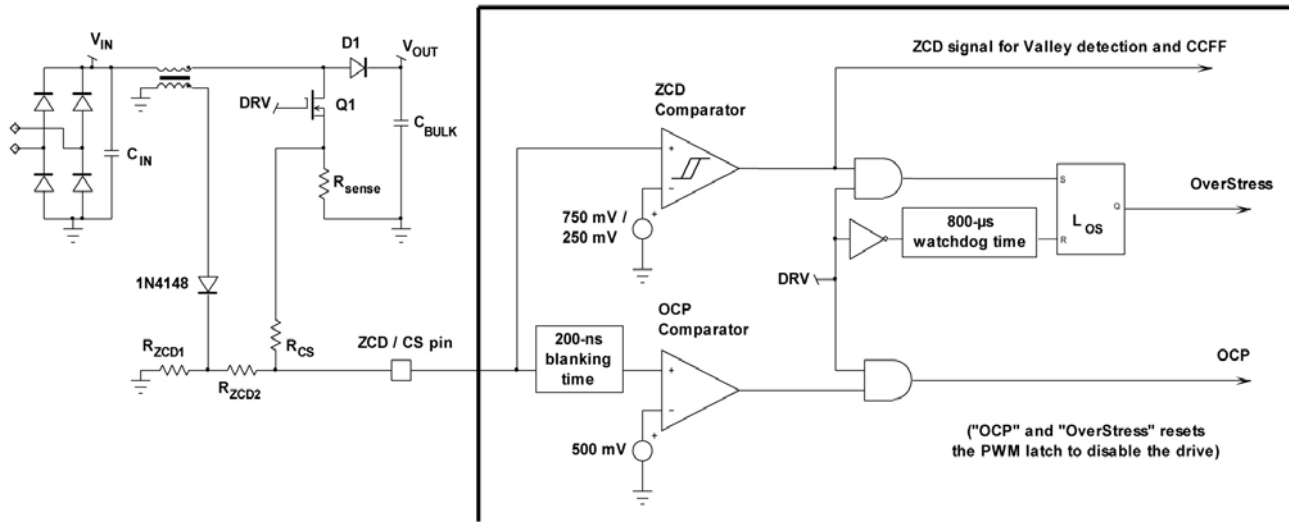 V_IN
D1
V_OUT
DRV
Q1
C_BULK
C_IN
R_sense
1N4148
R_ZCD1
R_ZCD2
R_CS
ZCD / CS pin
ZCD signal for Valley detection and CCFF
ZCD
Comparator
+
−
+
750 mV /
250 mV
S
Q
R
L_OS
OverStress
800-µs
watchdog time
DRV
OCP
Comparator
200-ns
blanking
time
+
−
+
500 mV
OCP
("OCP" and "OverStress" resets
the PWM latch to disable the drive)